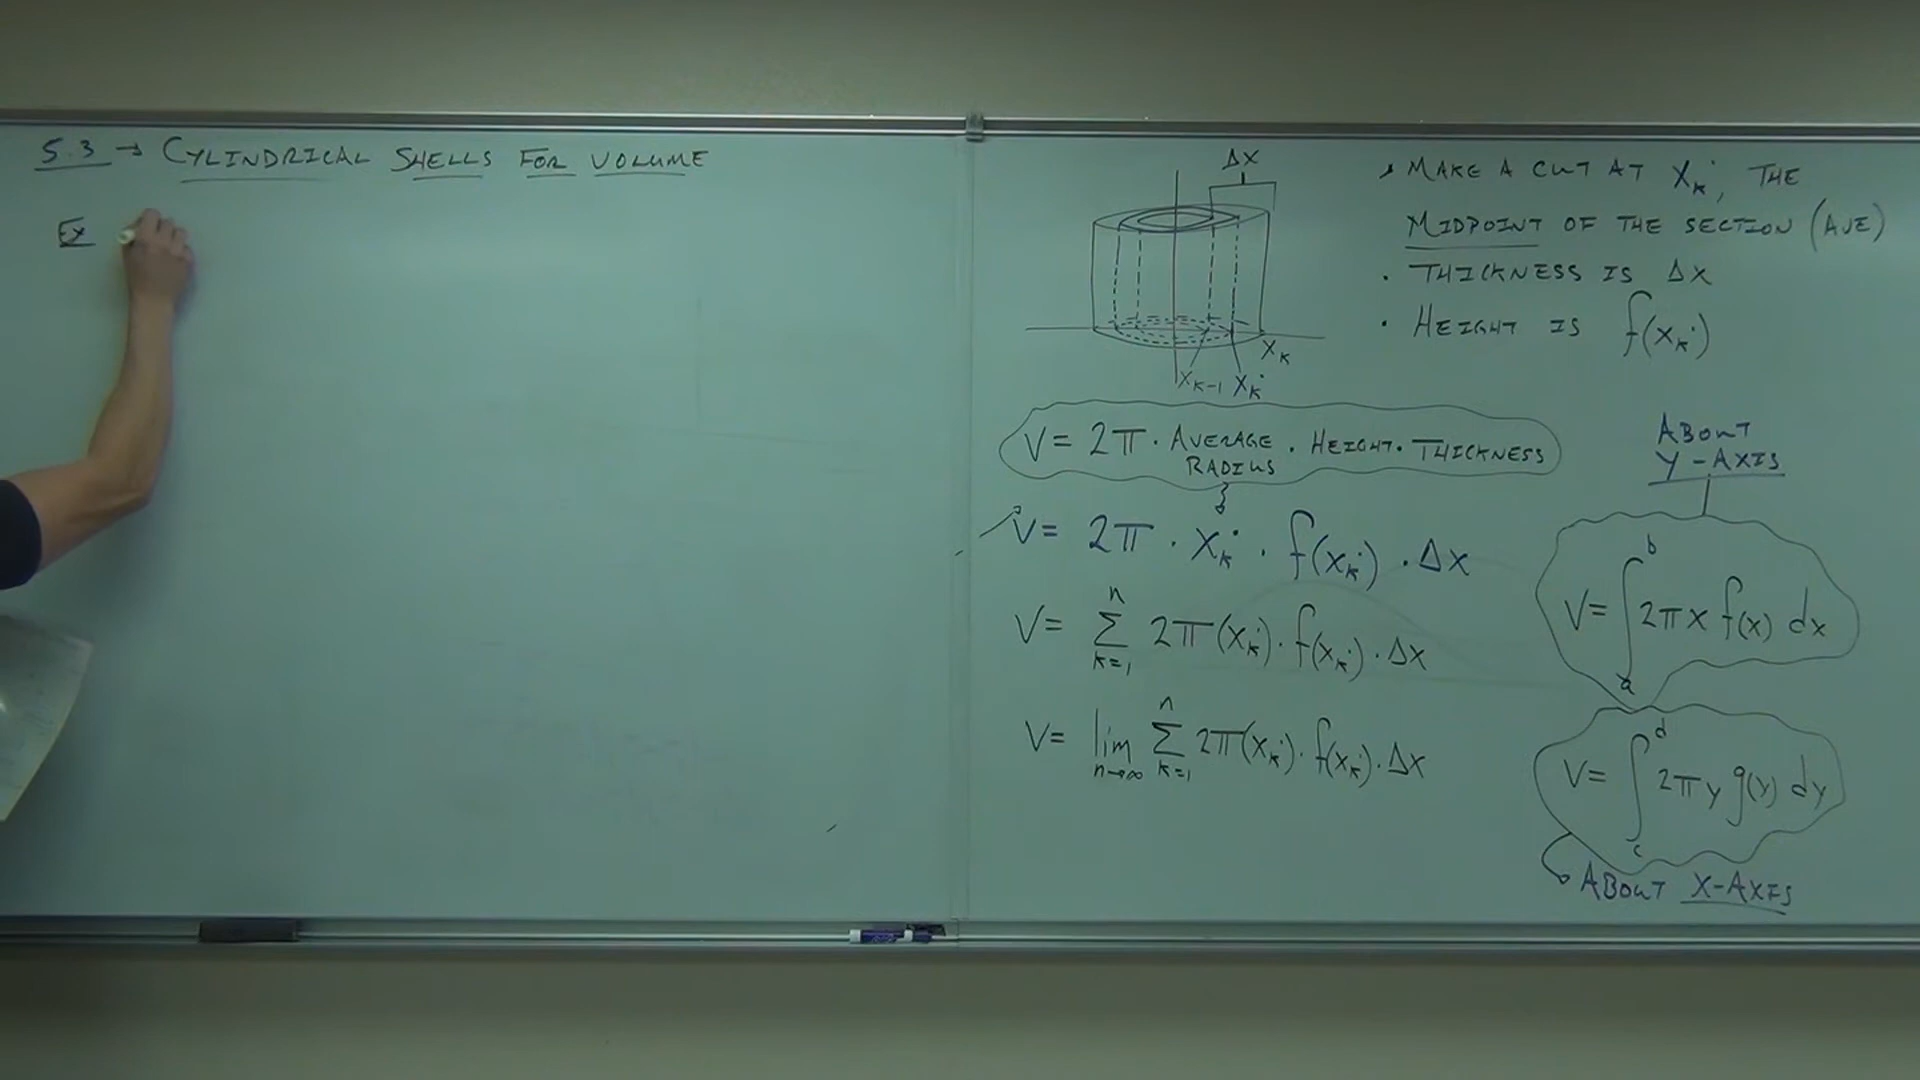 5.3 → CYLINDRICAL SHELLS FOR VOLUME
Ex
ΔX
X_K
X_{K-1} X_K^*
• MAKE A CUT AT X_K^*, THE
MIDPOINT OF THE SECTION (AVE)
• THICKNESS IS ΔX
• HEIGHT IS f(X_K^*)
V = 2π · AVERAGE RADIUS · HEIGHT · THICKNESS
V = 2π · X_K^* · f(X_K^*) · ΔX
V = Σ_{K=1}^{n} 2π(X_K^*) · f(X_K^*) · ΔX
V = lim_{n→∞} Σ_{K=1}^{n} 2π(X_K^*) · f(X_K^*) · ΔX
ABOUT
Y-AXIS
V = ∫_a^b 2πx f(x) dx
V = ∫_c^d 2πy g(y) dy
ABOUT X-AXIS